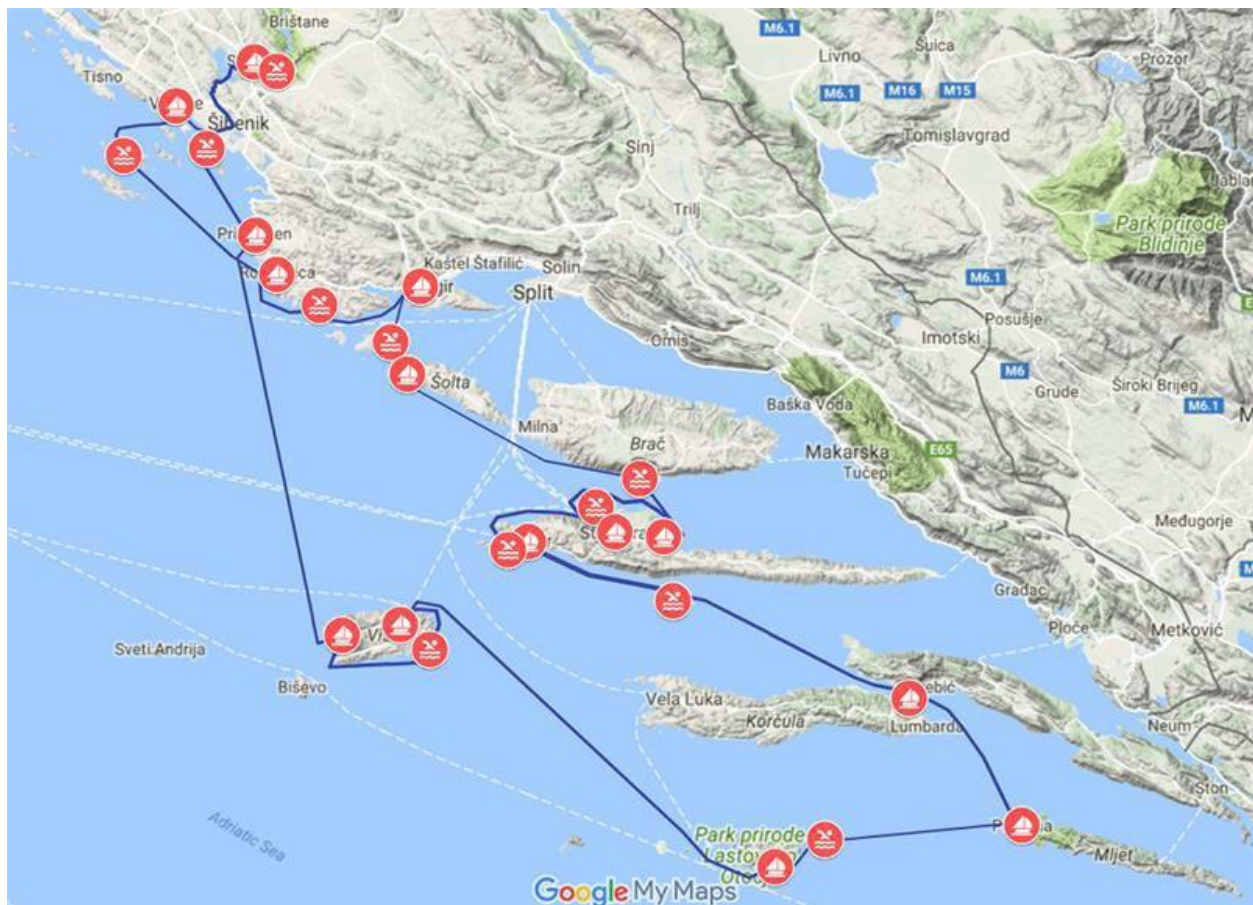 Brištane
Tisno
Šibenik
M6.1
Livno
Šuica
Prozor
M6.1
M16
M15
Tomislavgrad
Sinj
Trilj
Park prirode
Blidinje
M6.1
Kaštel Štafilić
Solin
Split
Omiš
Posušje
Imotski
M6
Grude
Široki Brijeg
M6.1
Šolta
Baška Voda
Milna
Brač
Makarska
Tučepi
E65
Međugorje
Gradac
Ploče
Metković
Sveti Andrija
Biševo
Vela Luka
Korčula
Lumbarda
Neum
Ston
Adriatic Sea
Park prirode
Mljet
Google My Maps